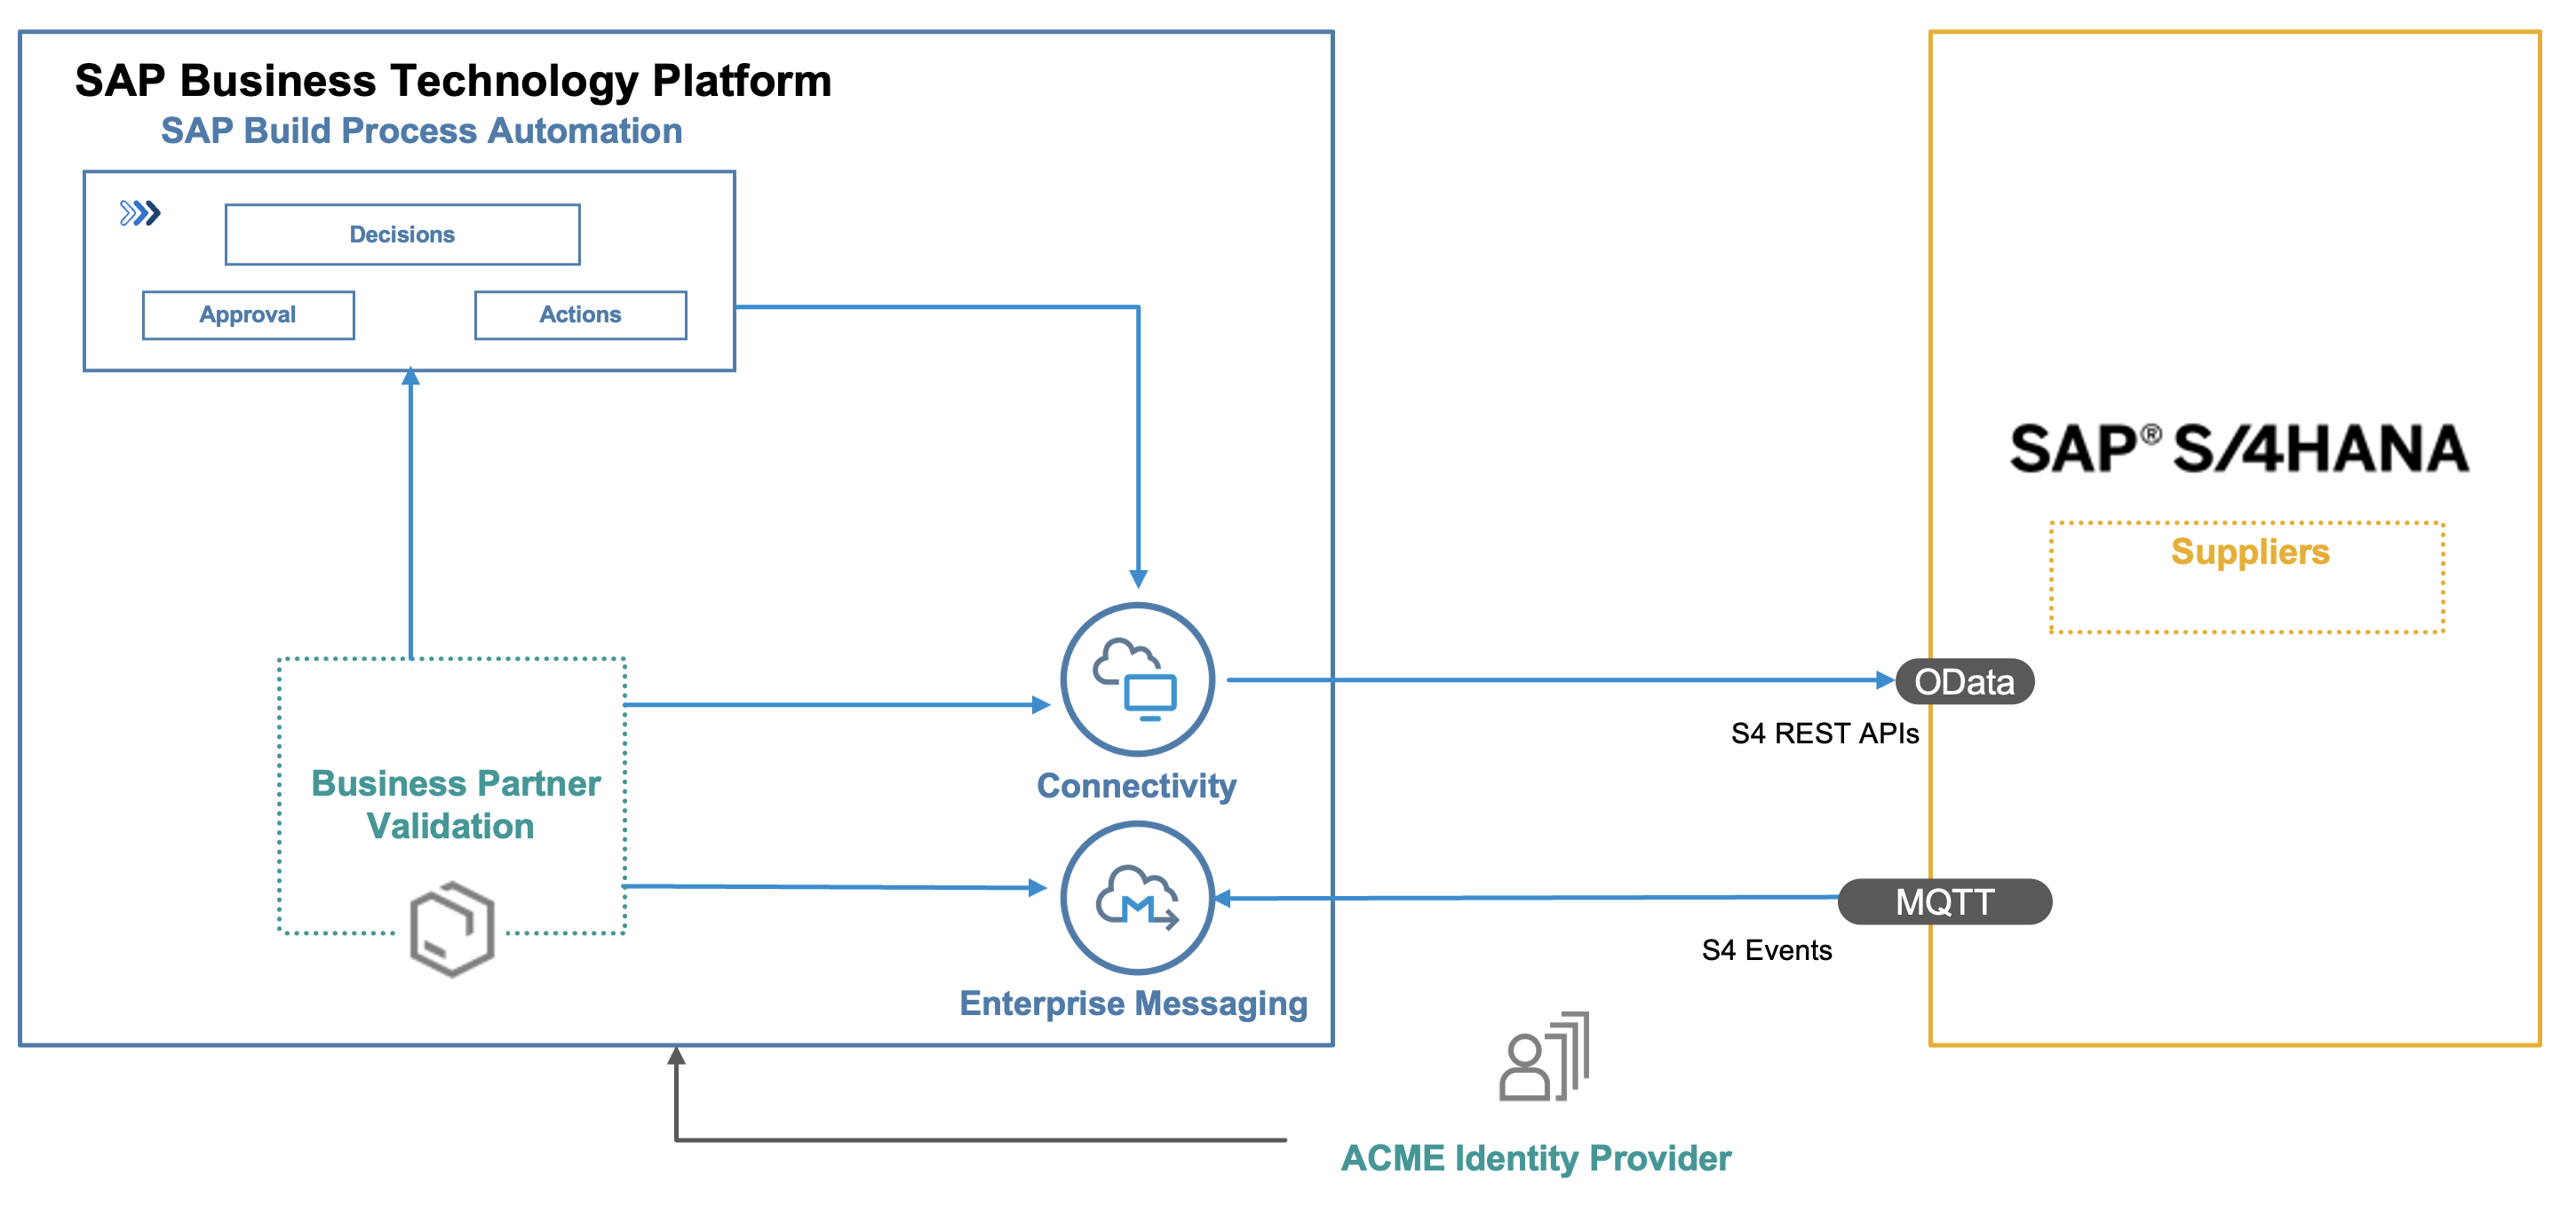 SAP Business Technology Platform
SAP Build Process Automation
Decisions
Approval
Actions
SAP® S/4HANA
Suppliers
OData
S4 REST APIs
Business Partner
Validation
Connectivity
MQTT
S4 Events
Enterprise Messaging
ACME Identity Provider